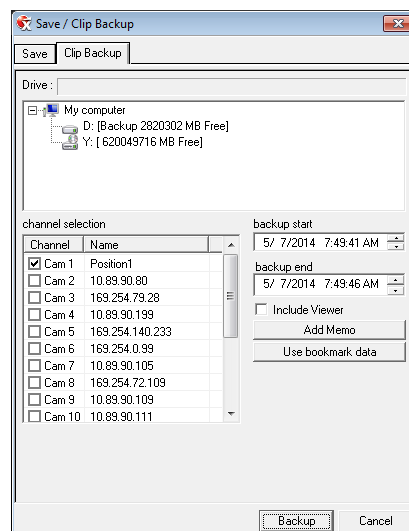 Save / Clip Backup
Save Clip Backup
Drive :
My computer
D: [Backup 2820302 MB Free]
Y: [ 620049716 MB Free]
channel selection
Channel Name
Cam 1 Position1
Cam 2 10.89.90.80
Cam 3 169.254.79.28
Cam 4 10.89.90.199
Cam 5 169.254.140.233
Cam 6 169.254.0.99
Cam 7 10.89.90.105
Cam 8 169.254.72.109
Cam 9 10.89.90.109
Cam 10 10.89.90.111
backup start
5/ 7/2014 7:49:41 AM
backup end
5/ 7/2014 7:49:46 AM
Include Viewer
Add Memo
Use bookmark data
Backup Cancel